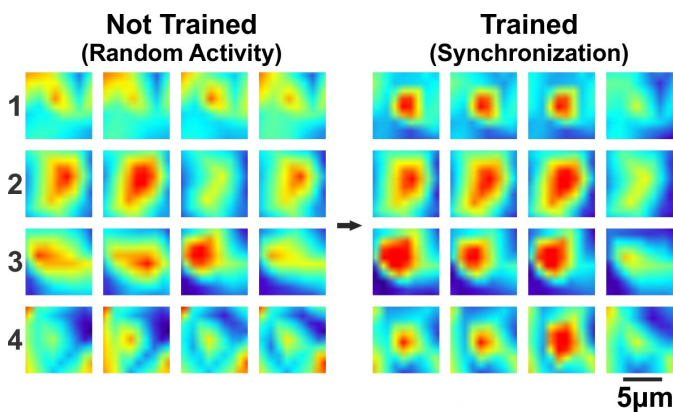 Not Trained
(Random Activity)
Trained
(Synchronization)
1
2
3
4
5µm